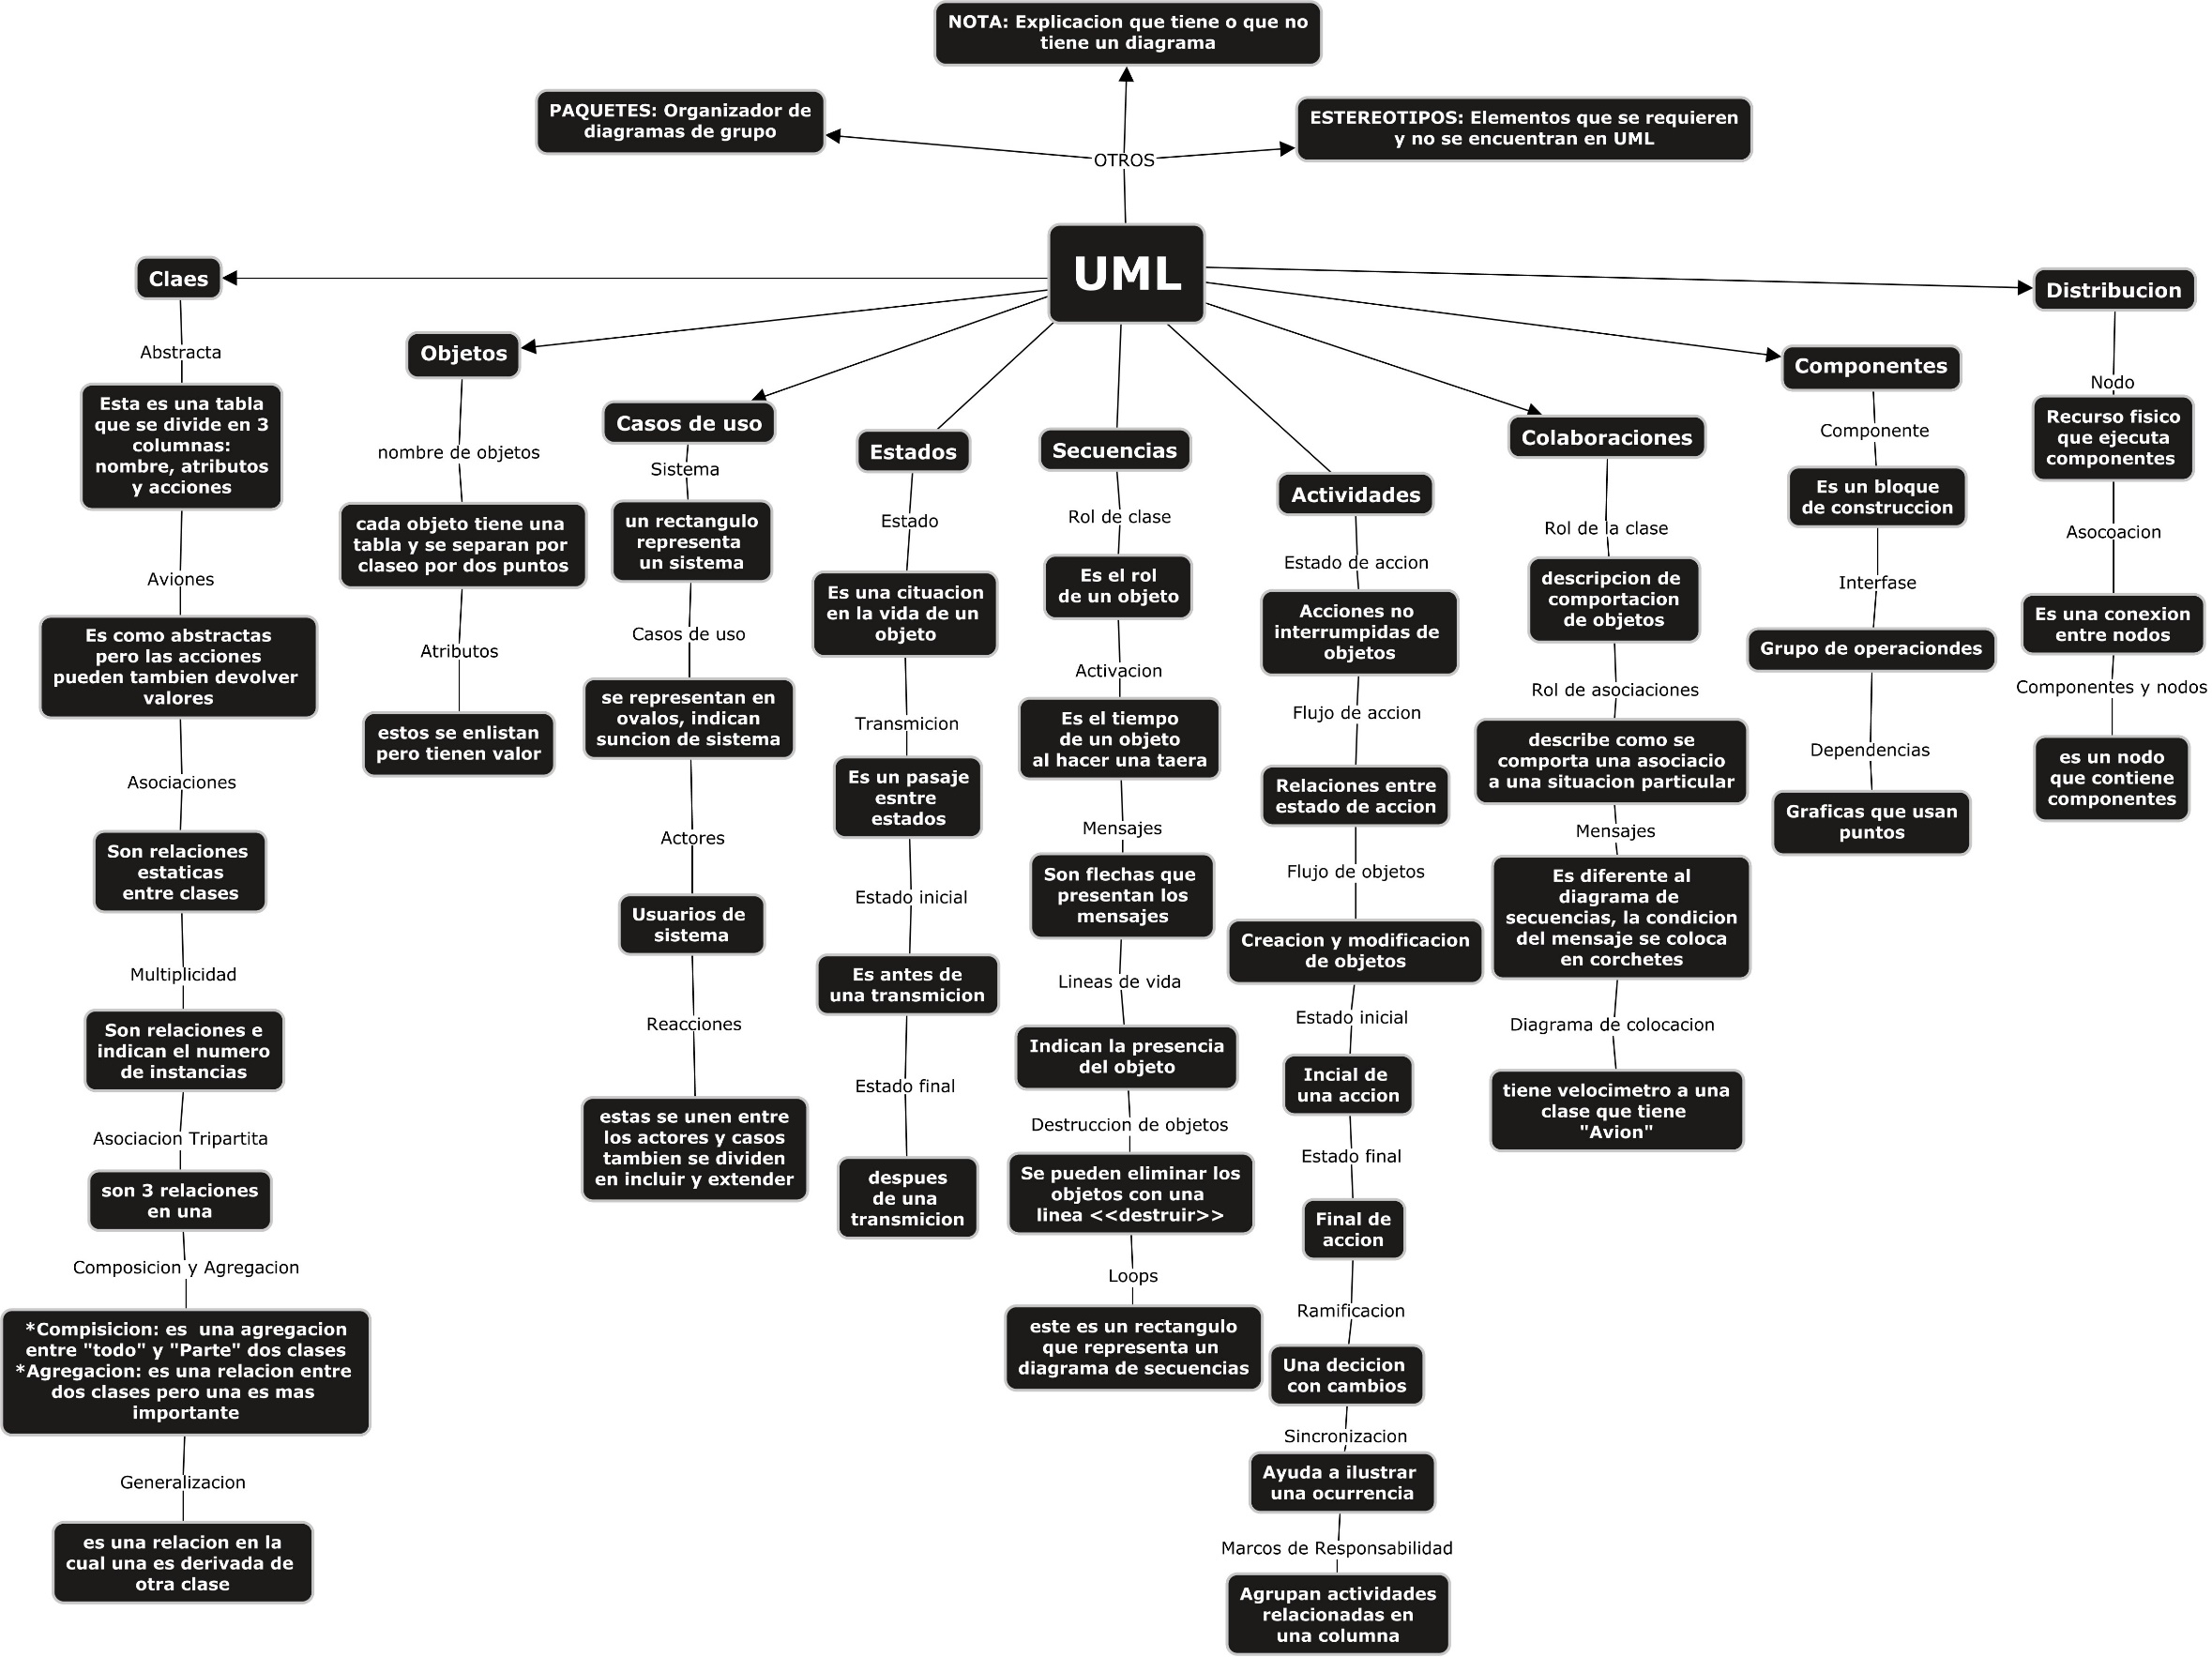 NOTA: Explicacion que tiene o que no
tiene un diagrama
PAQUETES: Organizador de
diagramas de grupo
ESTEREOTIPOS: Elementos que se requieren
y no se encuentran en UML
OTROS
UML
Claes
Abstracta
Esta es una tabla
que se divide en 3
columnas:
nombre, atributos
y acciones
Aviones
Es como abstractas
pero las acciones
pueden tambien devolver
valores
Asociaciones
Son relaciones
estaticas
entre clases
Multiplicidad
Son relaciones e
indican el numero
de instancias
Asociacion Tripartita
son 3 relaciones
en una
Composicion y Agregacion
*Compisicion: es una agregacion
entre "todo" y "Parte" dos clases
*Agregacion: es una relacion entre
dos clases pero una es mas
importante
Generalizacion
es una relacion en la
cual una es derivada de
otra clase
Objetos
nombre de objetos
cada objeto tiene una
tabla y se separan por
claseo por dos puntos
Atributos
estos se enlistan
pero tienen valor
Casos de uso
Sistema
un rectangulo
representa
un sistema
Casos de uso
se representan en
ovalos, indican
suncion de sistema
Actores
Usuarios de
sistema
Reacciones
estas se unen entre
los actores y casos
tambien se dividen
en incluir y extender
Estados
Estado
Es una cituacion
en la vida de un
objeto
Transmicion
Es un pasaje
esntre
estados
Estado inicial
Es antes de
una transmicion
Estado final
despues
de una
transmicion
Secuencias
Rol de clase
Es el rol
de un objeto
Activacion
Es el tiempo
de un objeto
al hacer una taera
Mensajes
Son flechas que
presentan los
mensajes
Lineas de vida
Indican la presencia
del objeto
Destruccion de objetos
Se pueden eliminar los
objetos con una
linea <<destruir>>
Loops
este es un rectangulo
que representa un
diagrama de secuencias
Actividades
Estado de accion
Acciones no
interrumpidas de
objetos
Flujo de accion
Relaciones entre
estado de accion
Flujo de objetos
Creacion y modificacion
de objetos
Estado inicial
Incial de
una accion
Estado final
Final de
accion
Ramificacion
Una decicion
con cambios
Sincronizacion
Ayuda a ilustrar
una ocurrencia
Marcos de Responsabilidad
Agrupan actividades
relacionadas en
una columna
Colaboraciones
Rol de la clase
descripcion de
comportacion
de objetos
Rol de asociaciones
describe como se
comporta una asociacio
a una situacion particular
Mensajes
Es diferente al
diagrama de
secuencias, la condicion
del mensaje se coloca
en corchetes
Diagrama de colocacion
tiene velocimetro a una
clase que tiene
"Avion"
Componentes
Componente
Es un bloque
de construccion
Interfase
Grupo de operaciondes
Dependencias
Graficas que usan
puntos
Distribucion
Nodo
Recurso fisico
que ejecuta
componentes
Asocoacion
Es una conexion
entre nodos
Componentes y nodos
es un nodo
que contiene
componentes